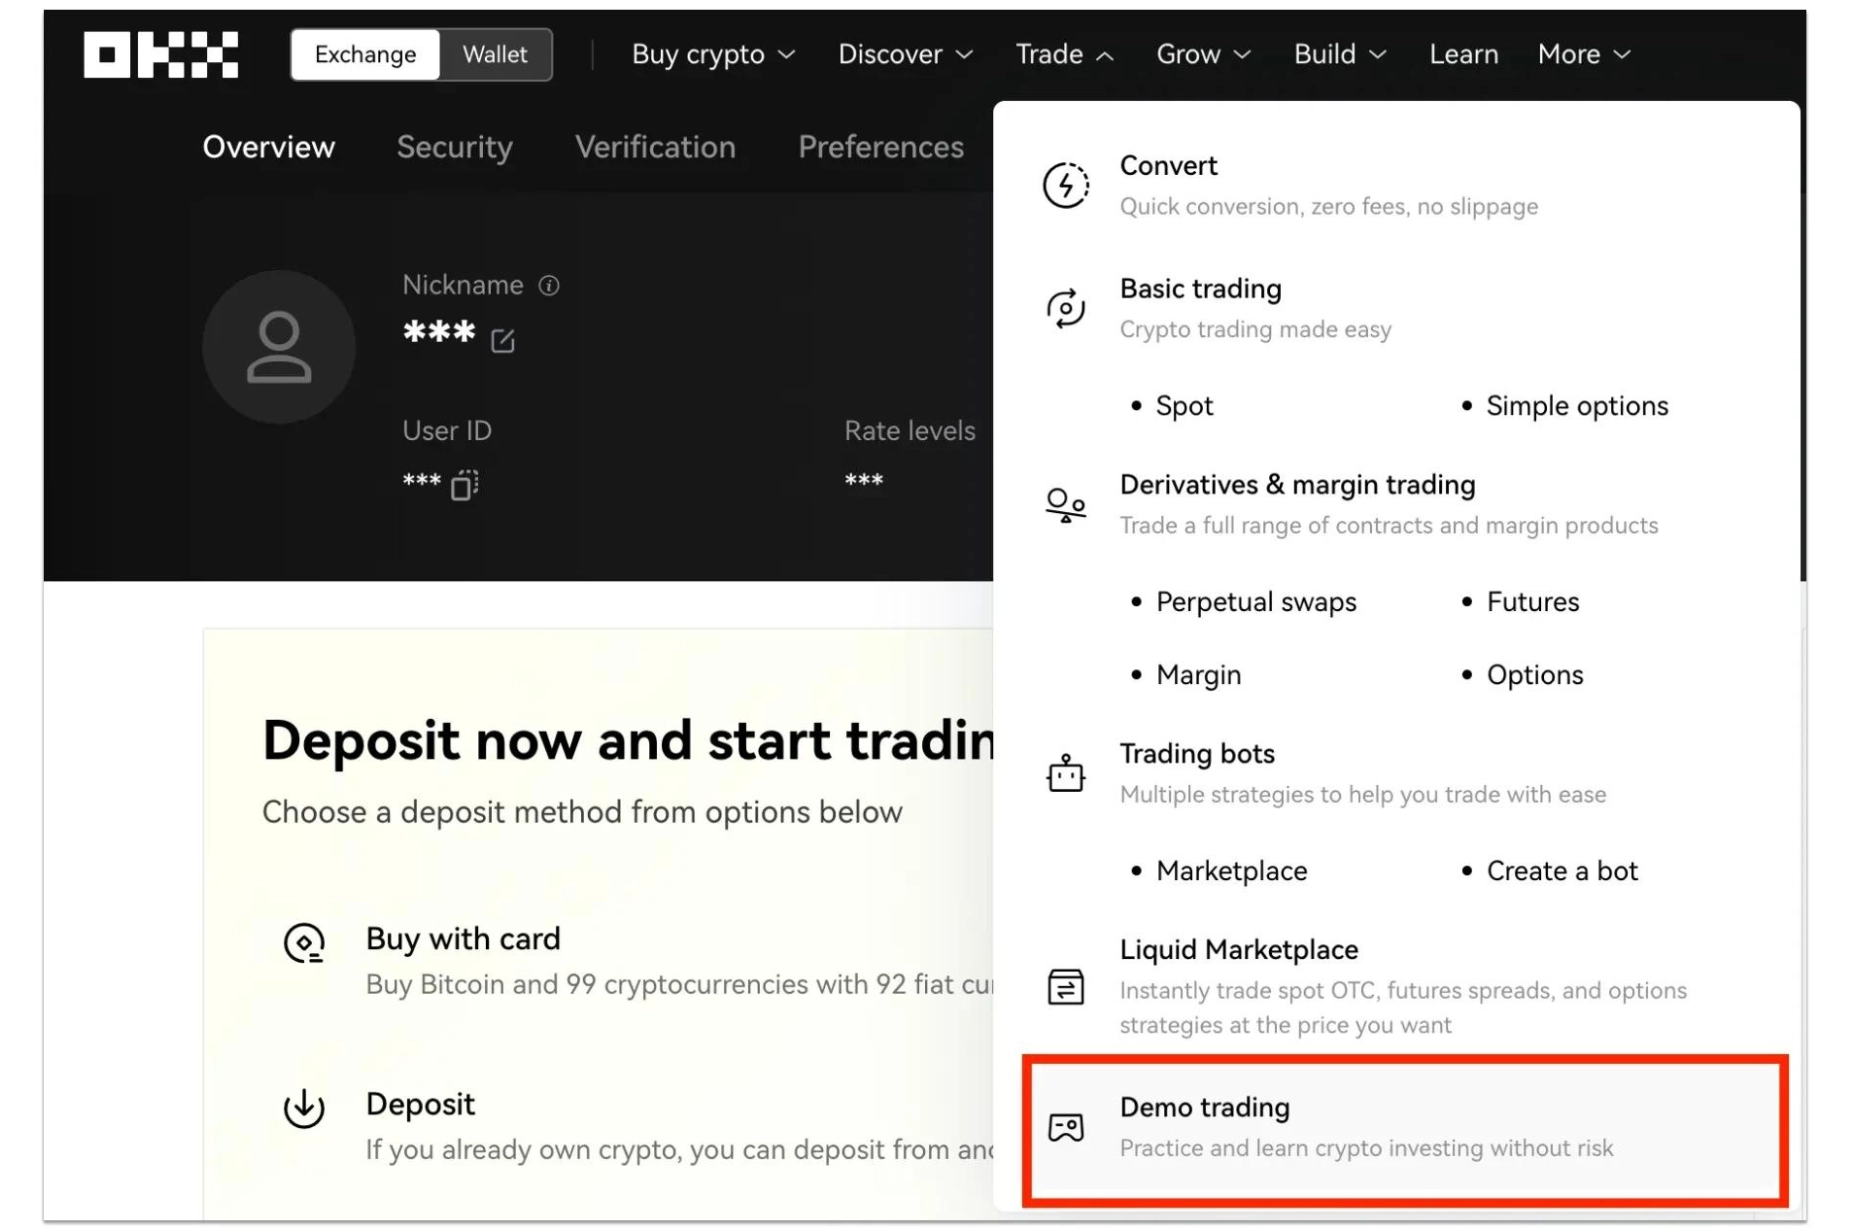 OKX
Exchange Wallet Buy crypto Discover Trade Grow Build Learn More
Overview Security Verification Preferences
Nickname
***
User ID
***
Rate levels
***
Deposit now and start tradin
Choose a deposit method from options below
Buy with card
Buy Bitcoin and 99 cryptocurrencies with 92 fiat
Deposit
If you already own crypto, you can deposit from
Convert
Quick conversion, zero fees, no slippage
Basic trading
Crypto trading made easy
• Spot • Simple options
Derivatives & margin trading
Trade a full range of contracts and margin products
• Perpetual swaps • Futures
• Margin • Options
Trading bots
Multiple strategies to help you trade with ease
• Marketplace • Create a bot
Liquid Marketplace
Instantly trade spot OTC, futures spreads, and options
strategies at the price you want
Demo trading
Practice and learn crypto investing without risk